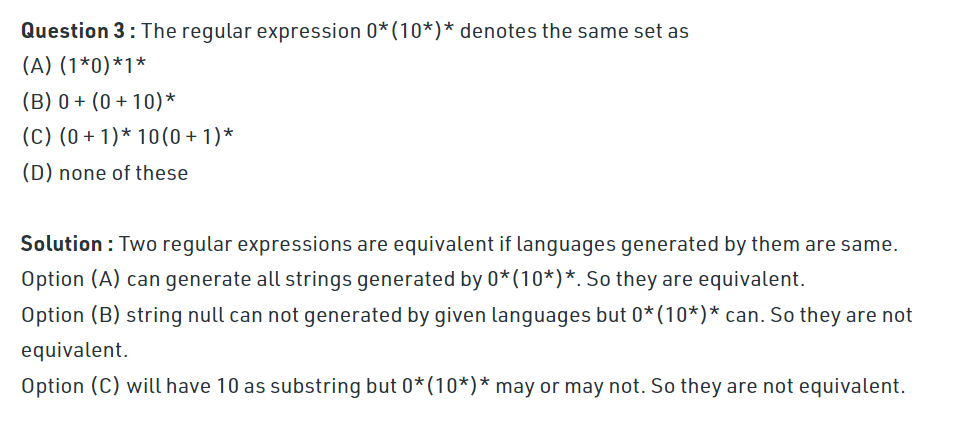 Question 3 : The regular expression 0*(10*)* denotes the same set as
(A) (1*0)*1*
(B) 0 + (0 + 10)*
(C) (0 + 1)* 10(0 + 1)*
(D) none of these
Solution : Two regular expressions are equivalent if languages generated by them are same.
Option (A) can generate all strings generated by 0*(10*)*. So they are equivalent.
Option (B) string null can not generated by given languages but 0*(10*)* can. So they are not
equivalent.
Option (C) will have 10 as substring but 0*(10*)* may or may not. So they are not equivalent.